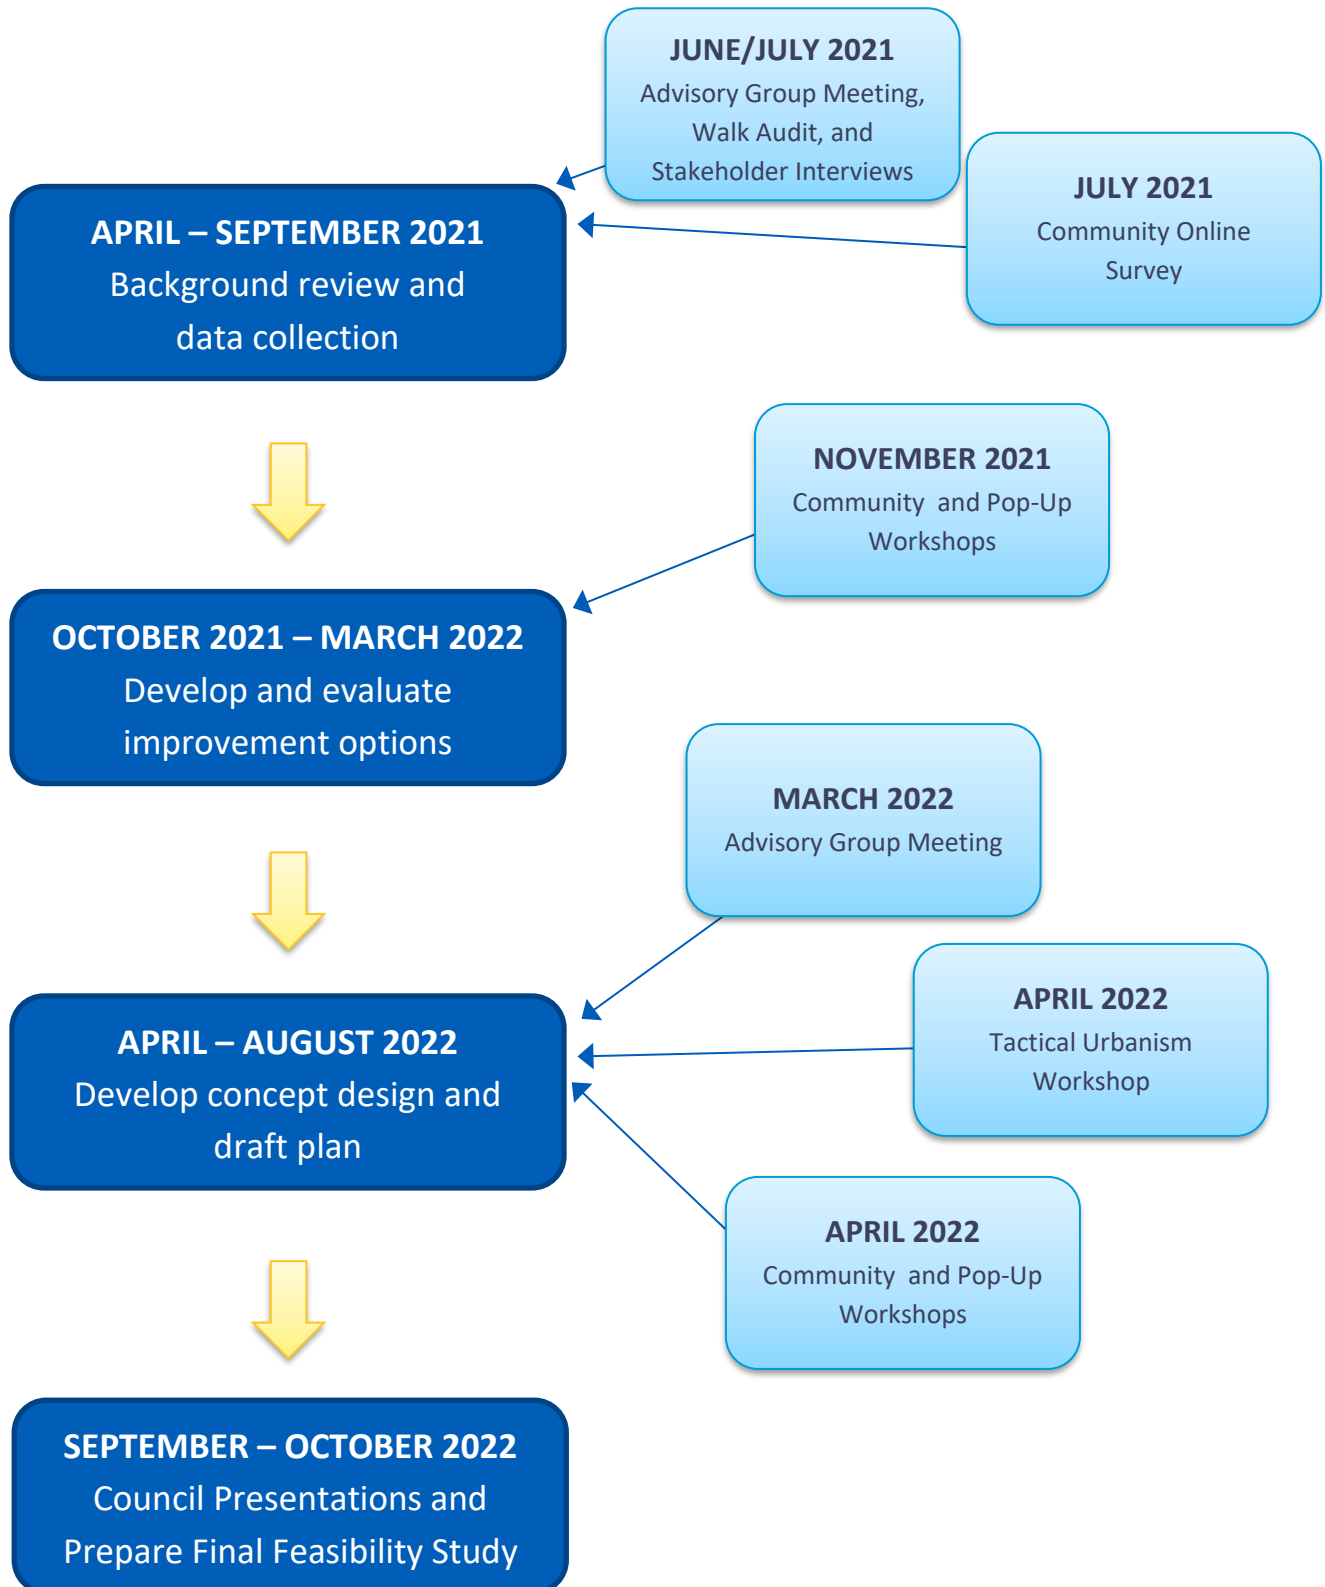 JUNE/JULY 2021
Advisory Group Meeting,
Walk Audit, and
Stakeholder Interviews
JULY 2021
Community Online
Survey
APRIL – SEPTEMBER 2021
Background review and
data collection
NOVEMBER 2021
Community  and Pop-Up
Workshops
OCTOBER 2021 – MARCH 2022
Develop and evaluate
improvement options
MARCH 2022
Advisory Group Meeting
APRIL 2022
Tactical Urbanism
Workshop
APRIL – AUGUST 2022
Develop concept design and
draft plan
APRIL 2022
Community  and Pop-Up
Workshops
SEPTEMBER – OCTOBER 2022
Council Presentations and
Prepare Final Feasibility Study